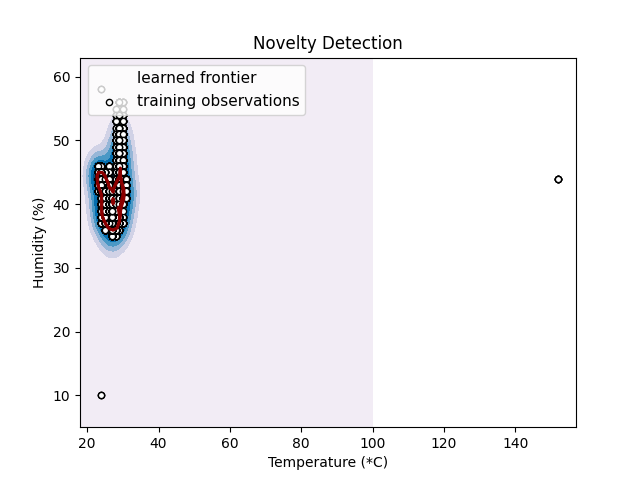 Novelty Detection
learned frontier
training observations
60
50
40
30
20
10
Humidity (%)
20 40 60 80 100 120 140
Temperature (*C)